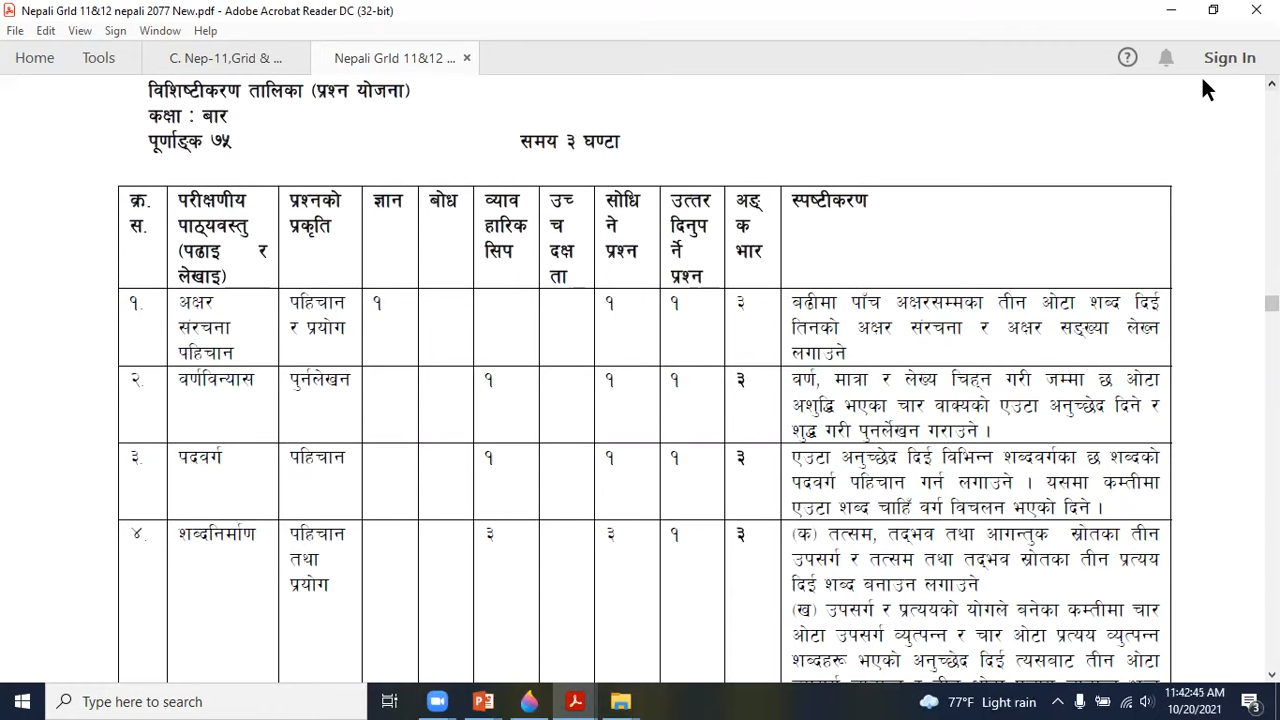 Nepali Grld 11&12 nepali 2077 New.pdf - Adobe Acrobat Reader DC (32-bit)
File Edit View Sign Window Help
Home Tools C. Nep-11,Grid & ... Nepali Grld 11&12 ... × Sign In
विशिष्टीकरण तालिका (प्रश्न योजना)
कक्षा : बार
पूर्णाङ्क ७५ समय ३ घण्टा
क्र. परीक्षणीय प्रश्नको ज्ञान बोध व्याव उच् सोधि उत्तर अङ् स्पष्टीकरण
स. पाठ्यवस्तु प्रकृति हारिक च ने दिनुप क
(पढाइ र सिप दक्ष प्रश्न र्ने भार
लेखाइ) ता प्रश्न
१. अक्षर पहिचान १ १ १ ३ बढीमा पाँच अक्षरसम्मका तीन ओटा शब्द दिई
संरचना र प्रयोग तिनको अक्षर संरचना र अक्षर सङ्ख्या लेख्न
पहिचान लगाउने
२. वर्णविन्यास पुर्नलेखन १ १ १ ३ वर्ण, मात्रा र लेख्य चिह्न गरी जम्मा छ ओटा
अशुद्धि भएका चार वाक्यको एउटा अनुच्छेद दिने र
शुद्ध गरी पुनर्लेखन गराउने ।
३. पदवर्ग पहिचान १ १ १ ३ एउटा अनुच्छेद दिई विभिन्न शब्दवर्गका छ शब्दको
पदवर्ग पहिचान गर्न लगाउने । यसमा कम्तीमा
एउटा शब्द चाहिँ वर्ग विचलन भएको दिने ।
४. शब्दनिर्माण पहिचान ३ ३ १ ३ (क) तत्सम, तद्भव तथा आगन्तुक स्रोतका तीन
तथा उपसर्ग र तत्सम तथा तद्भव स्रोतका तीन प्रत्यय
प्रयोग दिई शब्द बनाउन लगाउने
(ख) उपसर्ग र प्रत्ययको योगले बनेका कम्तीमा चार
ओटा उपसर्ग व्युत्पन्न र चार ओटा प्रत्यय व्युत्पन्न
शब्दहरू भएको अनुच्छेद दिई त्यसबाट तीन ओटा
Type here to search 77°F Light rain 11:42:45 AM
10/20/2021 3